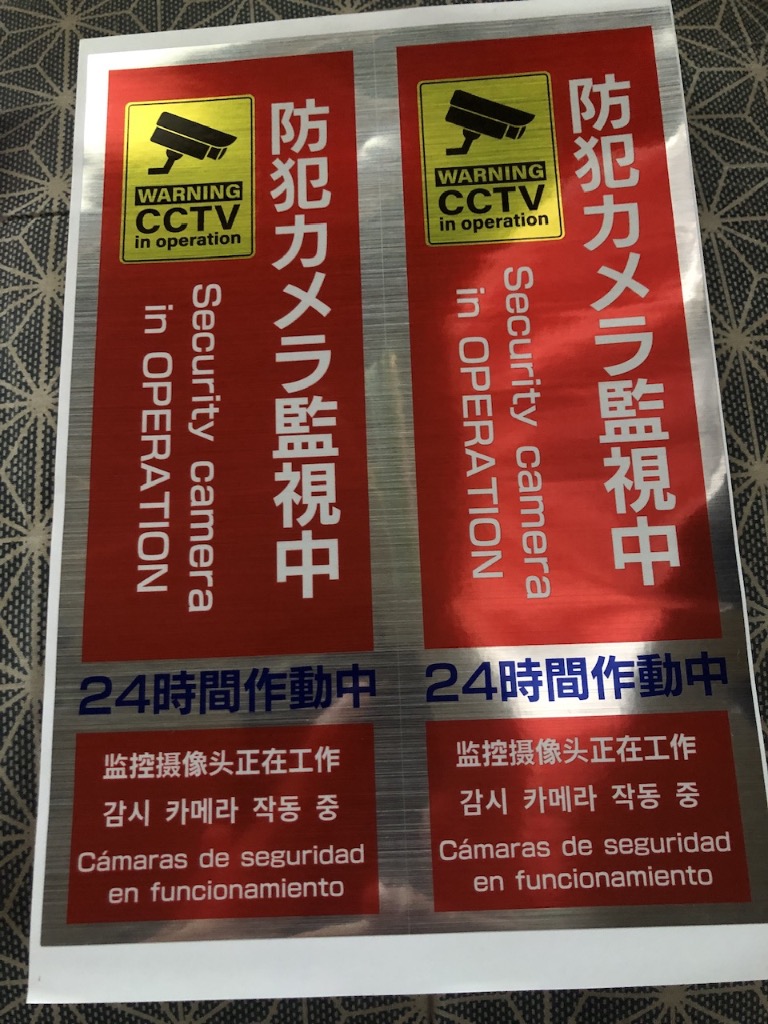 WARNING
CCTV
in operation
防犯カメラ監視中
Security camera
in OPERATION
24時間作動中
监控摄像头正在工作
감시 카메라 작동 중
Cámaras de seguridad
en funcionamiento
WARNING
CCTV
in operation
防犯カメラ監視中
Security camera
in OPERATION
24時間作動中
监控摄像头正在工作
감시 카메라 작동 중
Cámaras de seguridad
en funcionamiento